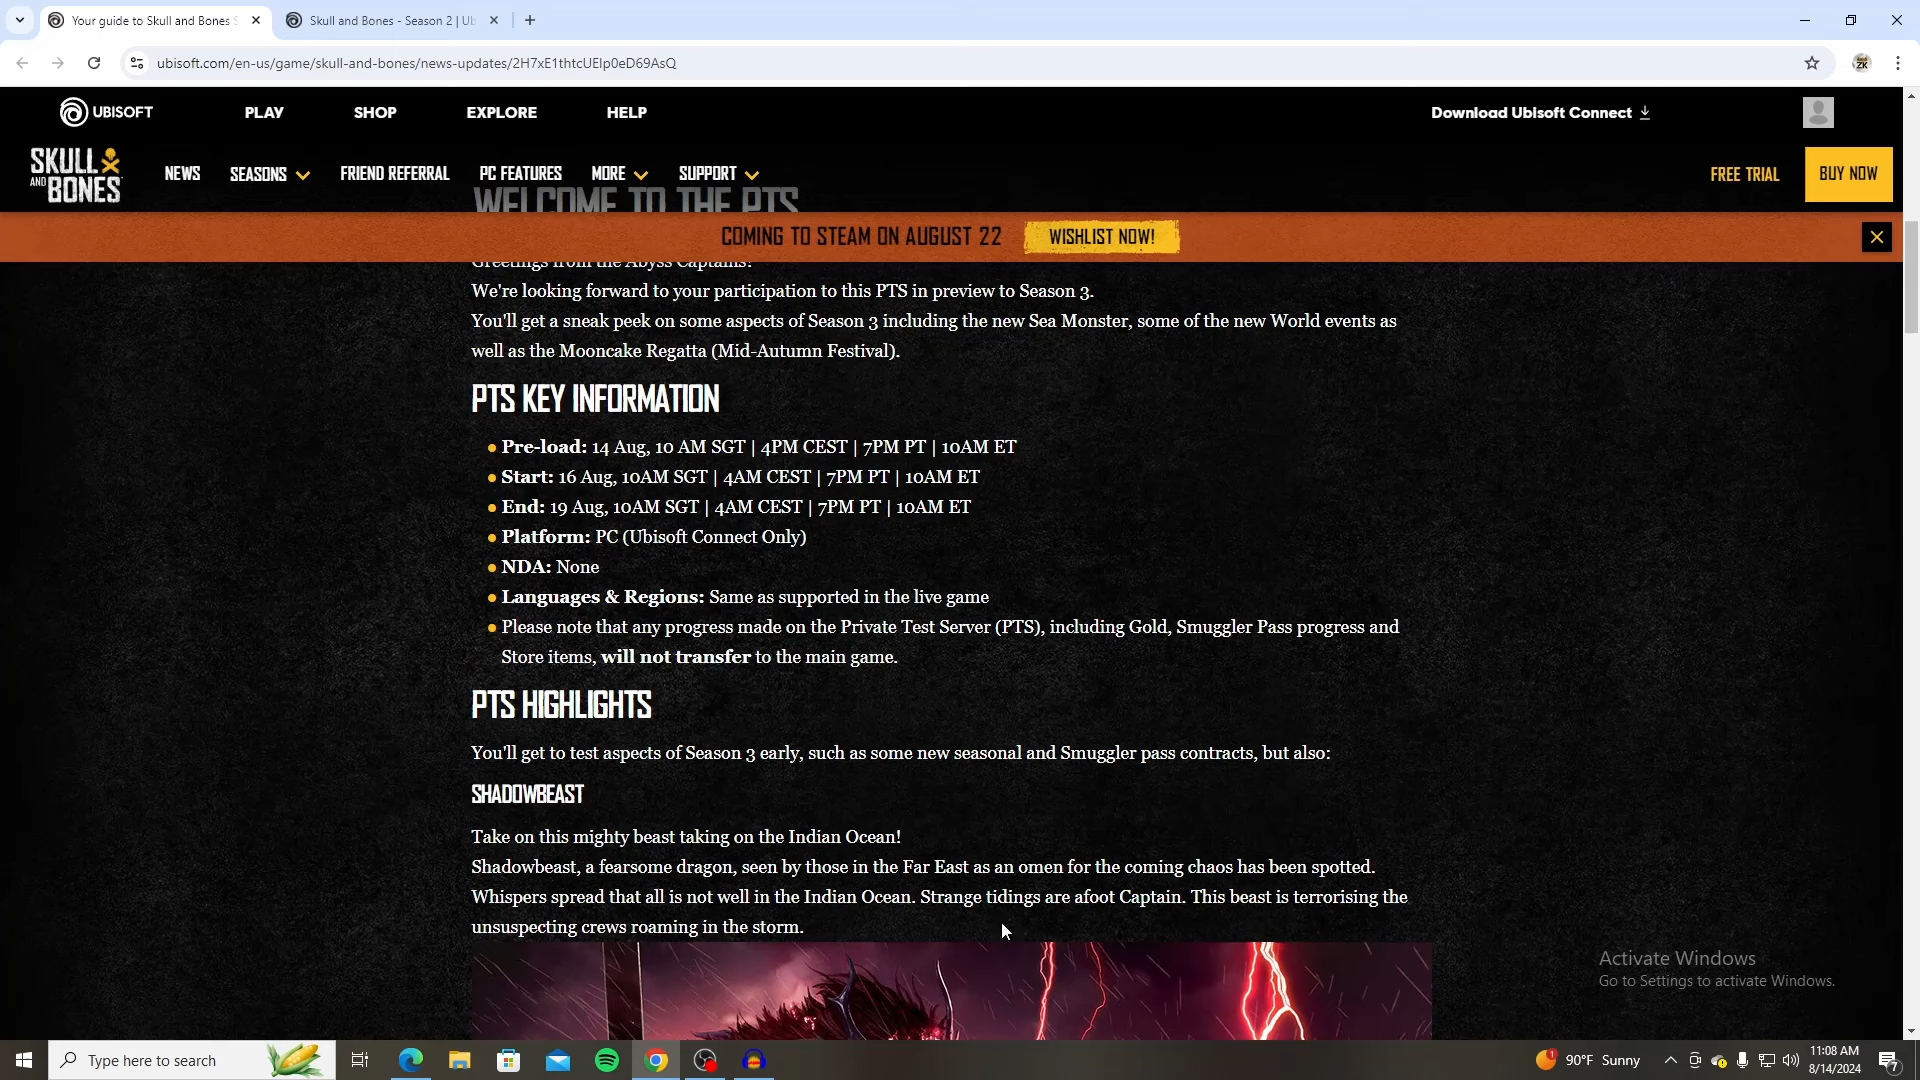 Your guide to Skull and Bones S
Skull and Bones - Season 2 | Ub
ubisoft.com/en-us/game/skull-and-bones/news-updates/2H7xE1thtcUElp0eD69AsQ
ZK
UBISOFT
PLAY
SHOP
EXPLORE
HELP
Download Ubisoft Connect
SKULL AND BONES
NEWS
SEASONS
FRIEND REFERRAL
PC FEATURES
MORE
SUPPORT
FREE TRIAL
BUY NOW
WELCOME TO THE PTS
COMING TO STEAM ON AUGUST 22
WISHLIST NOW!
Greetings from the Abyss Captains!
We're looking forward to your participation to this PTS in preview to Season 3.
You'll get a sneak peek on some aspects of Season 3 including the new Sea Monster, some of the new World events as
well as the Mooncake Regatta (Mid-Autumn Festival).
PTS KEY INFORMATION
Pre-load: 14 Aug, 10 AM SGT | 4PM CEST | 7PM PT | 10AM ET
Start: 16 Aug, 10AM SGT | 4AM CEST | 7PM PT | 10AM ET
End: 19 Aug, 10AM SGT | 4AM CEST | 7PM PT | 10AM ET
Platform: PC (Ubisoft Connect Only)
NDA: None
Languages & Regions: Same as supported in the live game
Please note that any progress made on the Private Test Server (PTS), including Gold, Smuggler Pass progress and
Store items, will not transfer to the main game.
PTS HIGHLIGHTS
You'll get to test aspects of Season 3 early, such as some new seasonal and Smuggler pass contracts, but also:
SHADOWBEAST
Take on this mighty beast taking on the Indian Ocean!
Shadowbeast, a fearsome dragon, seen by those in the Far East as an omen for the coming chaos has been spotted.
Whispers spread that all is not well in the Indian Ocean. Strange tidings are afoot Captain. This beast is terrorising the
unsuspecting crews roaming in the storm.
Activate Windows
Go to Settings to activate Windows.
Type here to search
1
90°F Sunny
11:08 AM
8/14/2024
7